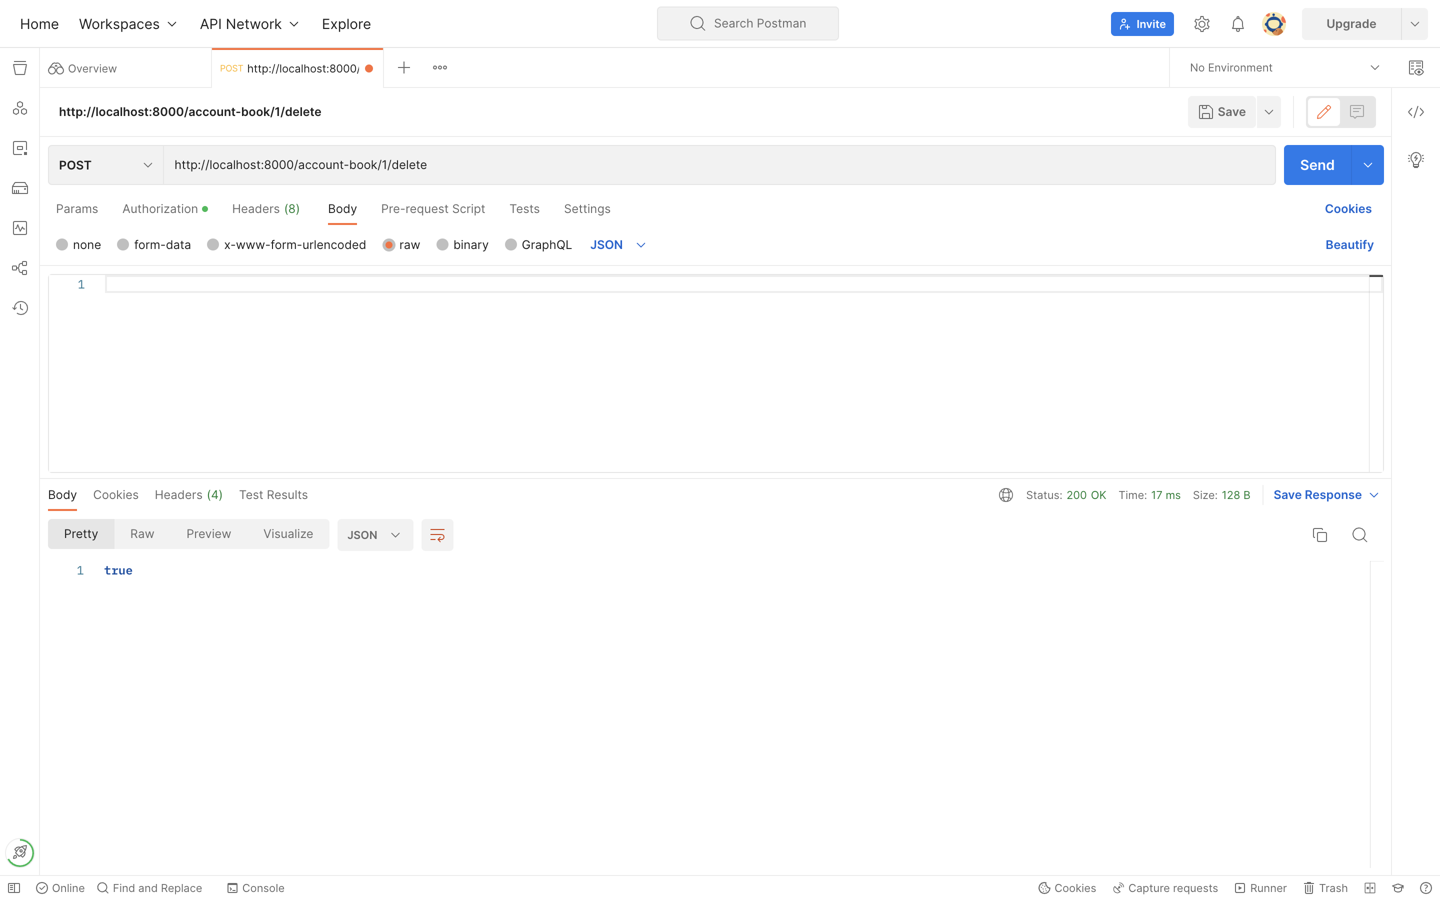 Home Workspaces API Network Explore Search Postman Invite Upgrade
Overview POST http://localhost:8000/ No Environment
http://localhost:8000/account-book/1/delete Save
POST http://localhost:8000/account-book/1/delete Send
Params Authorization Headers (8) Body Pre-request Script Tests Settings Cookies
none form-data x-www-form-urlencoded raw binary GraphQL JSON Beautify
1
Body Cookies Headers (4) Test Results Status: 200 OK Time: 17 ms Size: 128 B Save Response
Pretty Raw Preview Visualize JSON
1 true
Online Find and Replace Console Cookies Capture requests Runner Trash